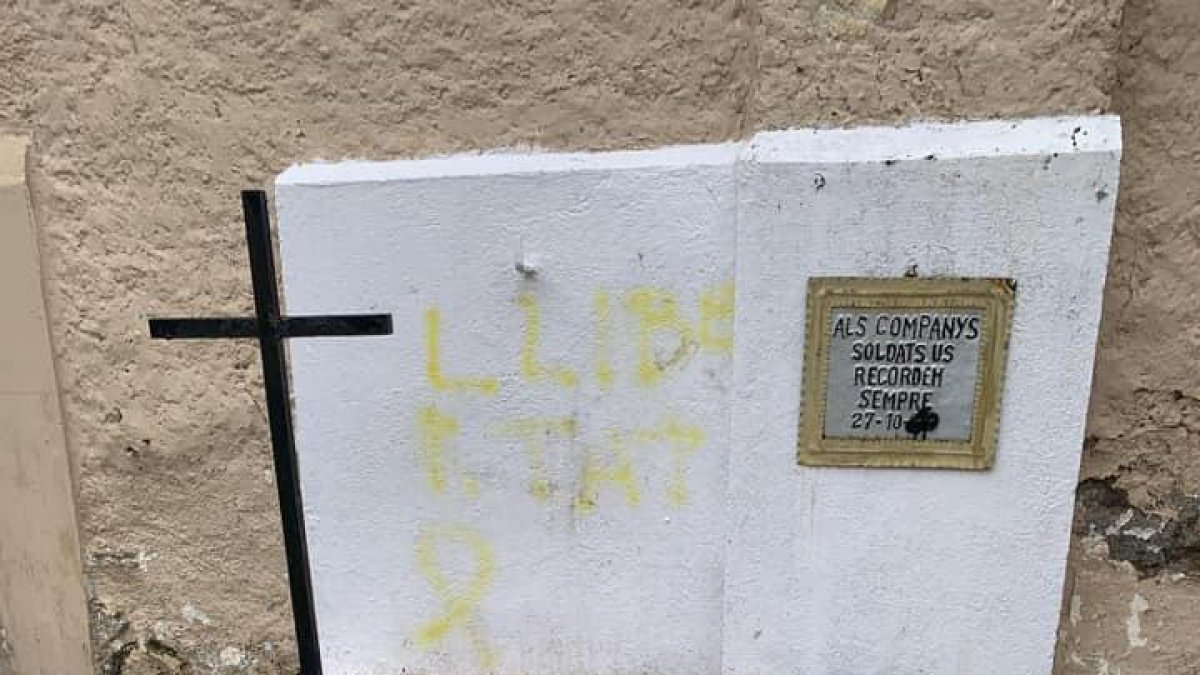 LLIBE
RTAT
ALS COMPANYS
SOLDATS US
RECORDEM
SEMPRE
27-10